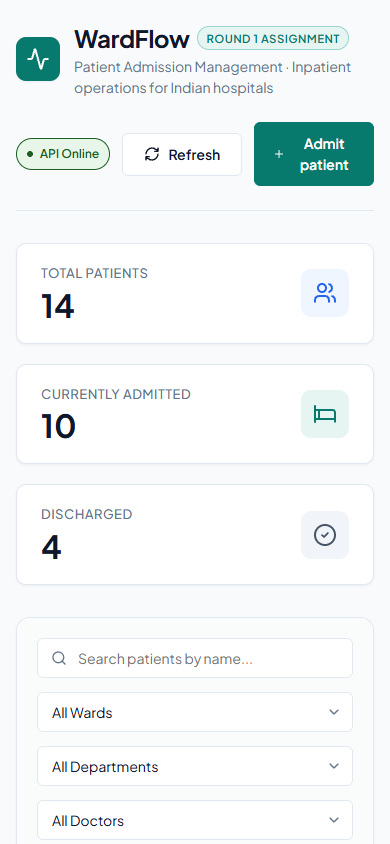 WardFlow ROUND 1 ASSIGNMENT
Patient Admission Management · Inpatient
operations for Indian hospitals
API Online
Refresh
Admit
patient
TOTAL PATIENTS
14
CURRENTLY ADMITTED
10
DISCHARGED
4
Search patients by name...
All Wards
All Departments
All Doctors